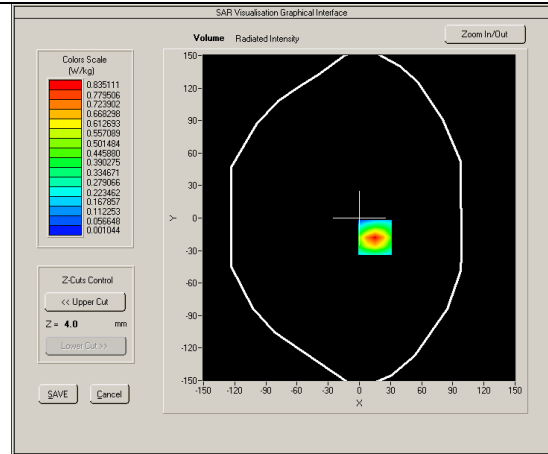 SAR Visualisation Graphical Interface
Volume Radiated Intensity
Zoom In/Out
Colors Scale
(W/kg)
0.835111
0.779506
0.723902
0.668298
0.612693
0.557089
0.501484
0.445880
0.390275
0.334671
0.279066
0.223462
0.167857
0.112253
0.056648
0.001044
Z-Cuts Control
<< Upper Cut
Z = 4.0 mm
Lower Cut >>
SAVE Cancel
150
120
90
60
30
0
-30
-60
-90
-120
-150
Y
-150 -120 -90 -60 -30 0 30 60 90 120 150
X